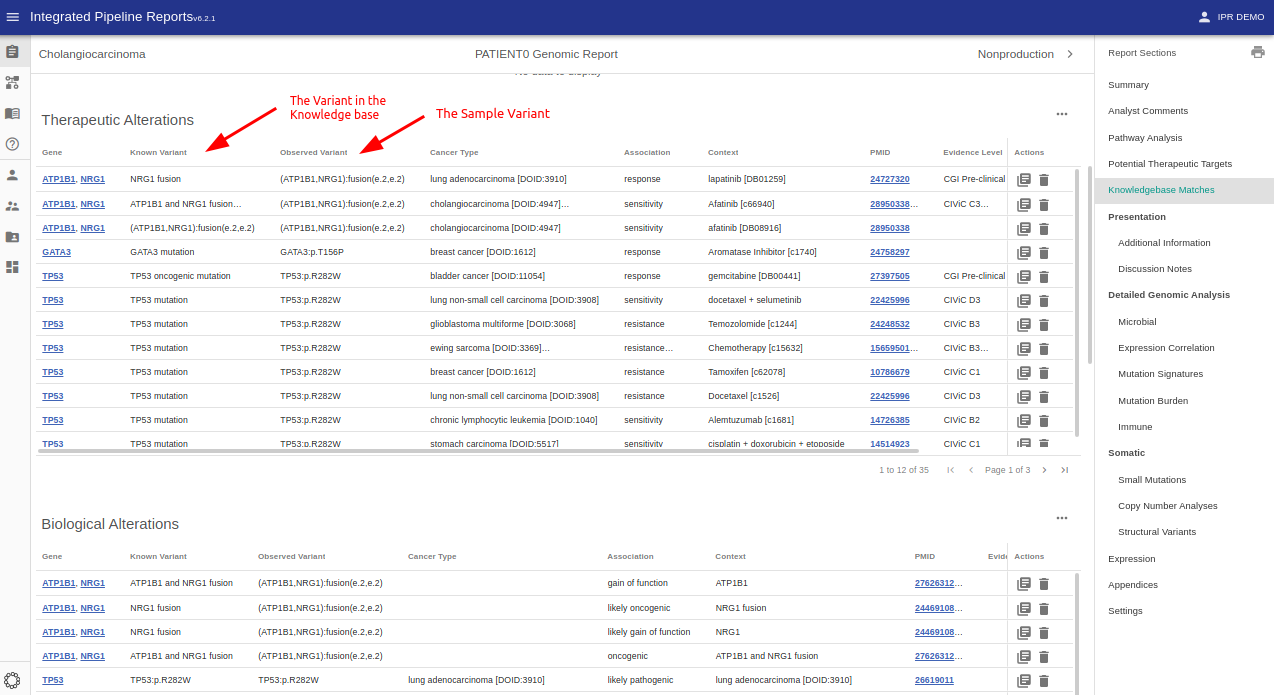 Integrated Pipeline Reportsv6.2.1
IPR DEMO
Cholangiocarcinoma
PATIENT0 Genomic Report
Nonproduction
The Variant in the
Knowledge base
The Sample Variant
Therapeutic Alterations
Gene Known Variant Observed Variant Cancer Type Association Context PMID Evidence Level Actions
ATP1B1, NRG1 NRG1 fusion (ATP1B1,NRG1):fusion(e.2,e.2) lung adenocarcinoma [DOID:3910] response lapatinib [DB01259] 24727320 CGI Pre-clinical
ATP1B1, NRG1 ATP1B1 and NRG1 fusion… (ATP1B1,NRG1):fusion(e.2,e.2) cholangiocarcinoma [DOID:4947]… sensitivity Afatinib [c66940] 28950338… CIViC C3…
ATP1B1, NRG1 (ATP1B1,NRG1):fusion(e.2,e.2) (ATP1B1,NRG1):fusion(e.2,e.2) cholangiocarcinoma [DOID:4947] sensitivity afatinib [DB08916] 28950338
GATA3 GATA3 mutation GATA3:p.T156P breast cancer [DOID:1612] response Aromatase Inhibitor [c1740] 24758297
TP53 TP53 oncogenic mutation TP53:p.R282W bladder cancer [DOID:11054] response gemcitabine [DB00441] 27397505 CGI Pre-clinical
TP53 TP53 mutation TP53:p.R282W lung non-small cell carcinoma [DOID:3908] sensitivity docetaxel + selumetinib 22425996 CIViC D3
TP53 TP53 mutation TP53:p.R282W glioblastoma multiforme [DOID:3068] resistance Temozolomide [c1244] 24248532 CIViC B3
TP53 TP53 mutation TP53:p.R282W ewing sarcoma [DOID:3369]… resistance… Chemotherapy [c15632] 15659501… CIViC B3…
TP53 TP53 mutation TP53:p.R282W breast cancer [DOID:1612] resistance Tamoxifen [c62078] 10786679 CIViC C1
TP53 TP53 mutation TP53:p.R282W lung non-small cell carcinoma [DOID:3908] resistance Docetaxel [c1526] 22425996 CIViC D3
TP53 TP53 mutation TP53:p.R282W chronic lymphocytic leukemia [DOID:1040] sensitivity Alemtuzumab [c1681] 14726385 CIViC B2
TP53 TP53 mutation TP53:p.R282W stomach carcinoma [DOID:5517] sensitivity cisplatin + doxorubicin + etoposide 14514923 CIViC C1
1 to 12 of 35 Page 1 of 3
Biological Alterations
Gene Known Variant Observed Variant Cancer Type Association Context PMID Evide Actions
ATP1B1, NRG1 ATP1B1 and NRG1 fusion (ATP1B1,NRG1):fusion(e.2,e.2) gain of function ATP1B1 27626312…
ATP1B1, NRG1 NRG1 fusion (ATP1B1,NRG1):fusion(e.2,e.2) likely oncogenic NRG1 fusion 24469108…
ATP1B1, NRG1 NRG1 fusion (ATP1B1,NRG1):fusion(e.2,e.2) likely gain of function NRG1 24469108…
ATP1B1, NRG1 ATP1B1 and NRG1 fusion (ATP1B1,NRG1):fusion(e.2,e.2) oncogenic ATP1B1 and NRG1 fusion 27626312…
TP53 TP53:p.R282W TP53:p.R282W lung adenocarcinoma [DOID:3910] likely pathogenic lung adenocarcinoma [DOID:3910] 26619011
Report Sections
Summary
Analyst Comments
Pathway Analysis
Potential Therapeutic Targets
Knowledgebase Matches
Presentation
Additional Information
Discussion Notes
Detailed Genomic Analysis
Microbial
Expression Correlation
Mutation Signatures
Mutation Burden
Immune
Somatic
Small Mutations
Copy Number Analyses
Structural Variants
Expression
Appendices
Settings